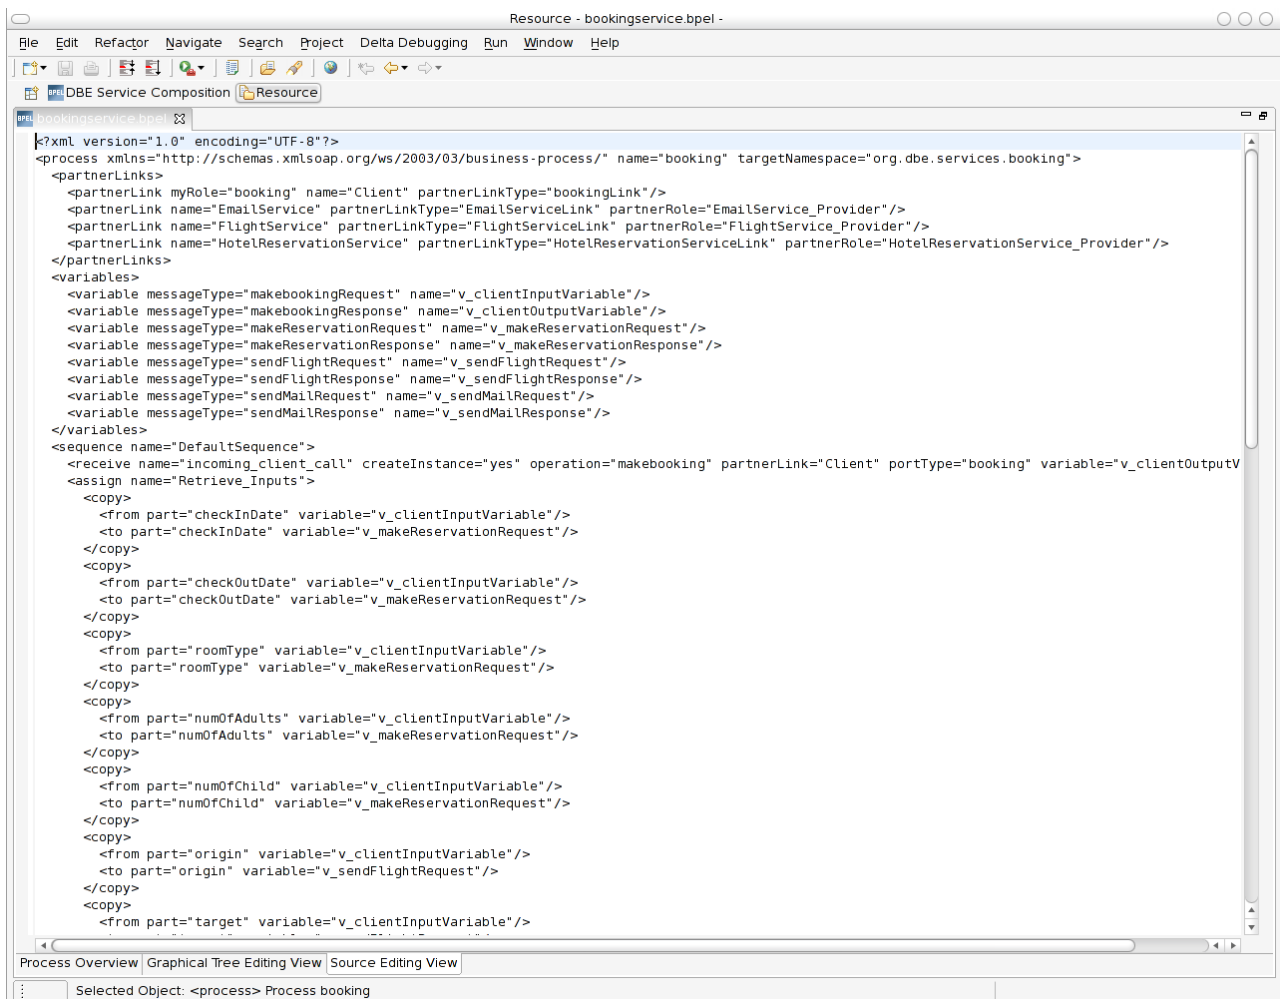 Resource - bookingservice.bpel -
File Edit Refactor Navigate Search Project Delta Debugging Run Window Help
BPEL DBE Service Composition Resource
BPEL bookingservice.bpel
<?xml version="1.0" encoding="UTF-8"?>
<process xmlns="http://schemas.xmlsoap.org/ws/2003/03/business-process/" name="booking" targetNamespace="org.dbe.services.booking">
<partnerLinks>
<partnerLink myRole="booking" name="Client" partnerLinkType="bookingLink"/>
<partnerLink name="EmailService" partnerLinkType="EmailServiceLink" partnerRole="EmailService_Provider"/>
<partnerLink name="FlightService" partnerLinkType="FlightServiceLink" partnerRole="FlightService_Provider"/>
<partnerLink name="HotelReservationService" partnerLinkType="HotelReservationServiceLink" partnerRole="HotelReservationService_Provider"/>
</partnerLinks>
<variables>
<variable messageType="makebookingRequest" name="v_clientInputVariable"/>
<variable messageType="makebookingResponse" name="v_clientOutputVariable"/>
<variable messageType="makeReservationRequest" name="v_makeReservationRequest"/>
<variable messageType="makeReservationResponse" name="v_makeReservationResponse"/>
<variable messageType="sendFlightRequest" name="v_sendFlightRequest"/>
<variable messageType="sendFlightResponse" name="v_sendFlightResponse"/>
<variable messageType="sendMailRequest" name="v_sendMailRequest"/>
<variable messageType="sendMailResponse" name="v_sendMailResponse"/>
</variables>
<sequence name="DefaultSequence">
<receive name="incoming_client_call" createInstance="yes" operation="makebooking" partnerLink="Client" portType="booking" variable="v_clientOutputV
<assign name="Retrieve_Inputs">
<copy>
<from part="checkInDate" variable="v_clientInputVariable"/>
<to part="checkInDate" variable="v_makeReservationRequest"/>
</copy>
<copy>
<from part="checkOutDate" variable="v_clientInputVariable"/>
<to part="checkOutDate" variable="v_makeReservationRequest"/>
</copy>
<copy>
<from part="roomType" variable="v_clientInputVariable"/>
<to part="roomType" variable="v_makeReservationRequest"/>
</copy>
<copy>
<from part="numOfAdults" variable="v_clientInputVariable"/>
<to part="numOfAdults" variable="v_makeReservationRequest"/>
</copy>
<copy>
<from part="numOfChild" variable="v_clientInputVariable"/>
<to part="numOfChild" variable="v_makeReservationRequest"/>
</copy>
<copy>
<from part="origin" variable="v_clientInputVariable"/>
<to part="origin" variable="v_sendFlightRequest"/>
</copy>
<copy>
<from part="target" variable="v_clientInputVariable"/>
Process Overview Graphical Tree Editing View Source Editing View
Selected Object: <process> Process booking